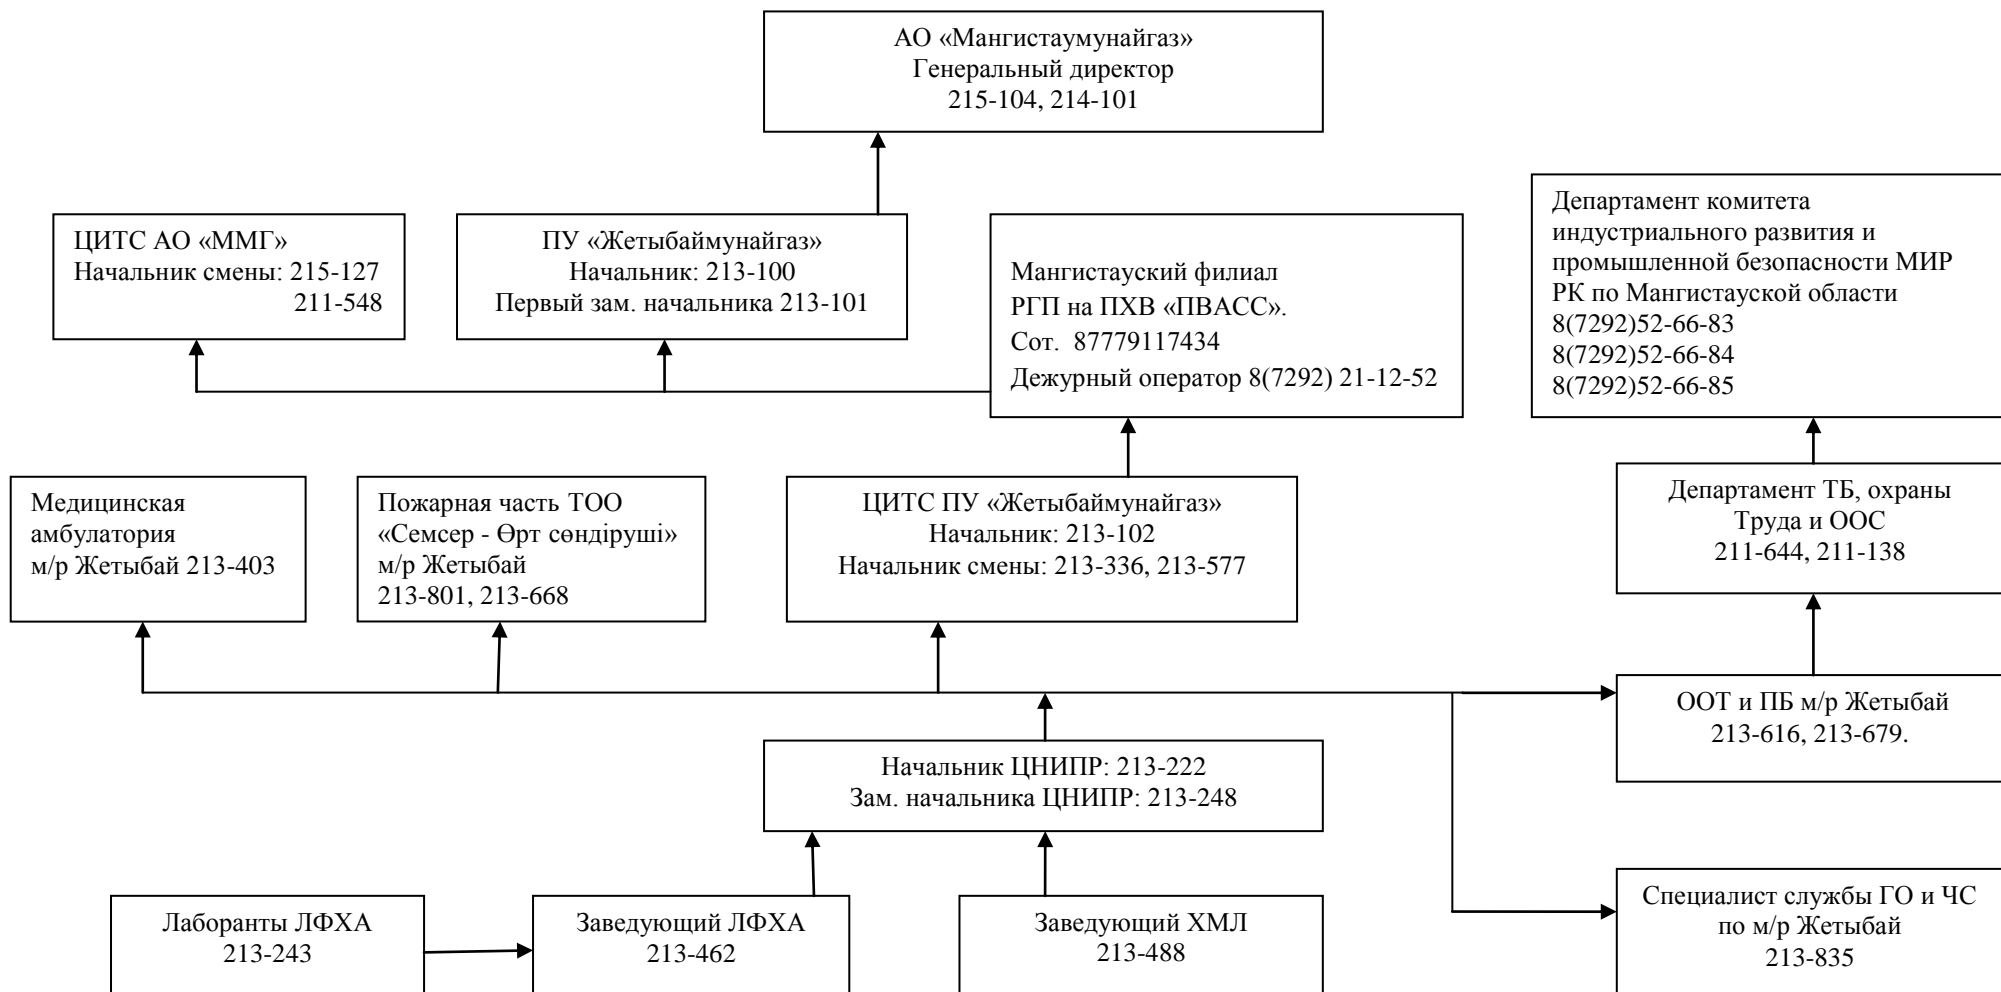 АО «Мангистаумунайгаз»
Генеральный директор
215-104, 214-101
ЦИТС АО «ММГ»
Начальник смены: 215-127
211-548
ПУ «Жетыбаймунайгаз»
Начальник: 213-100
Первый зам. начальника 213-101
Мангистауский филиал
РГП на ПХВ «ПВАСС».
Сот. 87779117434
Дежурный оператор 8(7292) 21-12-52
Департамент комитета
индустриального развития и
промышленной безопасности МИР
РК по Мангистауской области
8(7292)52-66-83
8(7292)52-66-84
8(7292)52-66-85
Медицинская
амбулатория
м/р Жетыбай 213-403
Пожарная часть ТОО
«Семсер - Өрт сөндіруші»
м/р Жетыбай
213-801, 213-668
ЦИТС ПУ «Жетыбаймунайгаз»
Начальник: 213-102
Начальник смены: 213-336, 213-577
Департамент ТБ, охраны
Труда и ООС
211-644, 211-138
ООТ и ПБ м/р Жетыбай
213-616, 213-679.
Начальник ЦНИПР: 213-222
Зам. начальника ЦНИПР: 213-248
Лаборанты ЛФХА
213-243
Заведующий ЛФХА
213-462
Заведующий ХМЛ
213-488
Специалист службы ГО и ЧС
по м/р Жетыбай
213-835